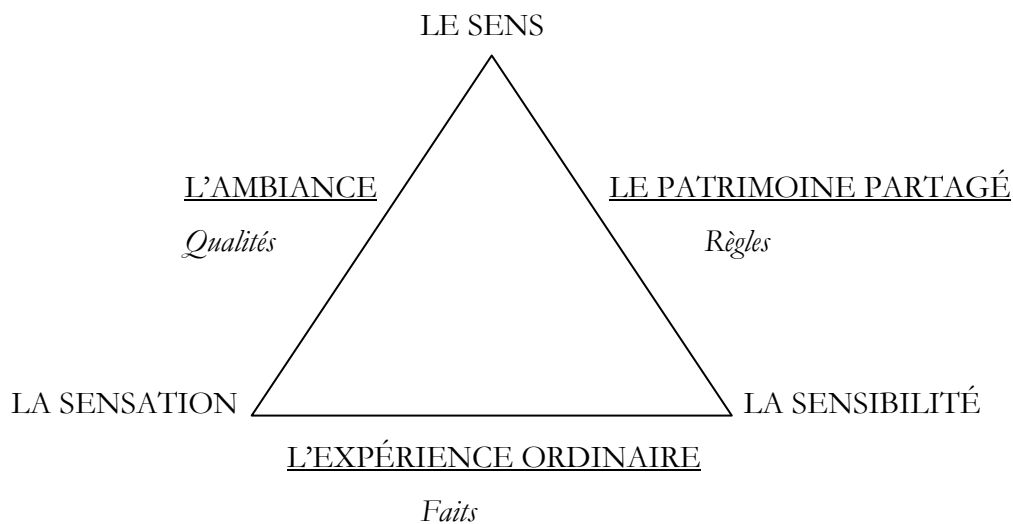 LE SENS
L'AMBIANCE
LE PATRIMOINE PARTAGÉ
Qualités
Règles
LA SENSATION
LA SENSIBILITÉ
L'EXPÉRIENCE ORDINAIRE
Faits